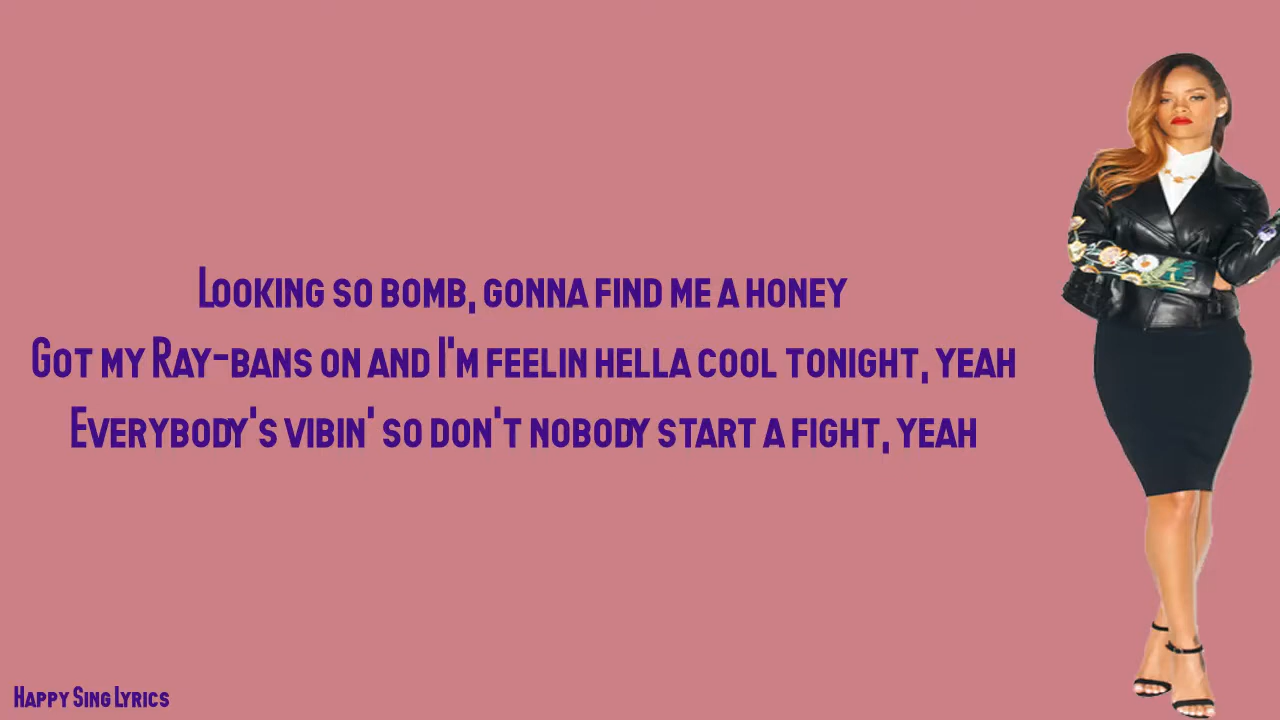 Looking so bomb, gonna find me a honey
Got my Ray-bans on and I'm feelin hella cool tonight, yeah
Everybody's vibin' so don't nobody start a fight, yeah
Happy Sing Lyrics